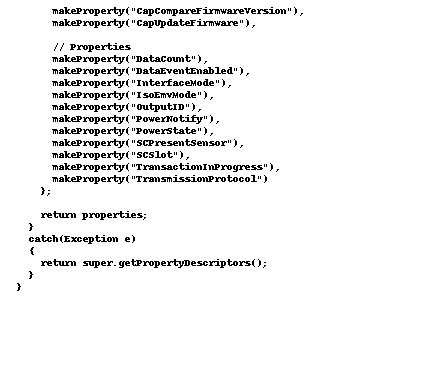 makeProperty("CapCompareFirmwareVersion"),
makeProperty("CapUpdateFirmware"),

// Properties
makeProperty("DataCount"),
makeProperty("DataEventEnabled"),
makeProperty("InterfaceMode"),
makeProperty("IsoEmvMode"),
makeProperty("OutputID"),
makeProperty("PowerNotify"),
makeProperty("PowerState"),
makeProperty("SCPresentSensor"),
makeProperty("SCSlot"),
makeProperty("TransactionInProgress"),
makeProperty("TransmissionProtocol")
};

return properties;
}
catch(Exception e)
{
return super.getPropertyDescriptors();
}
}